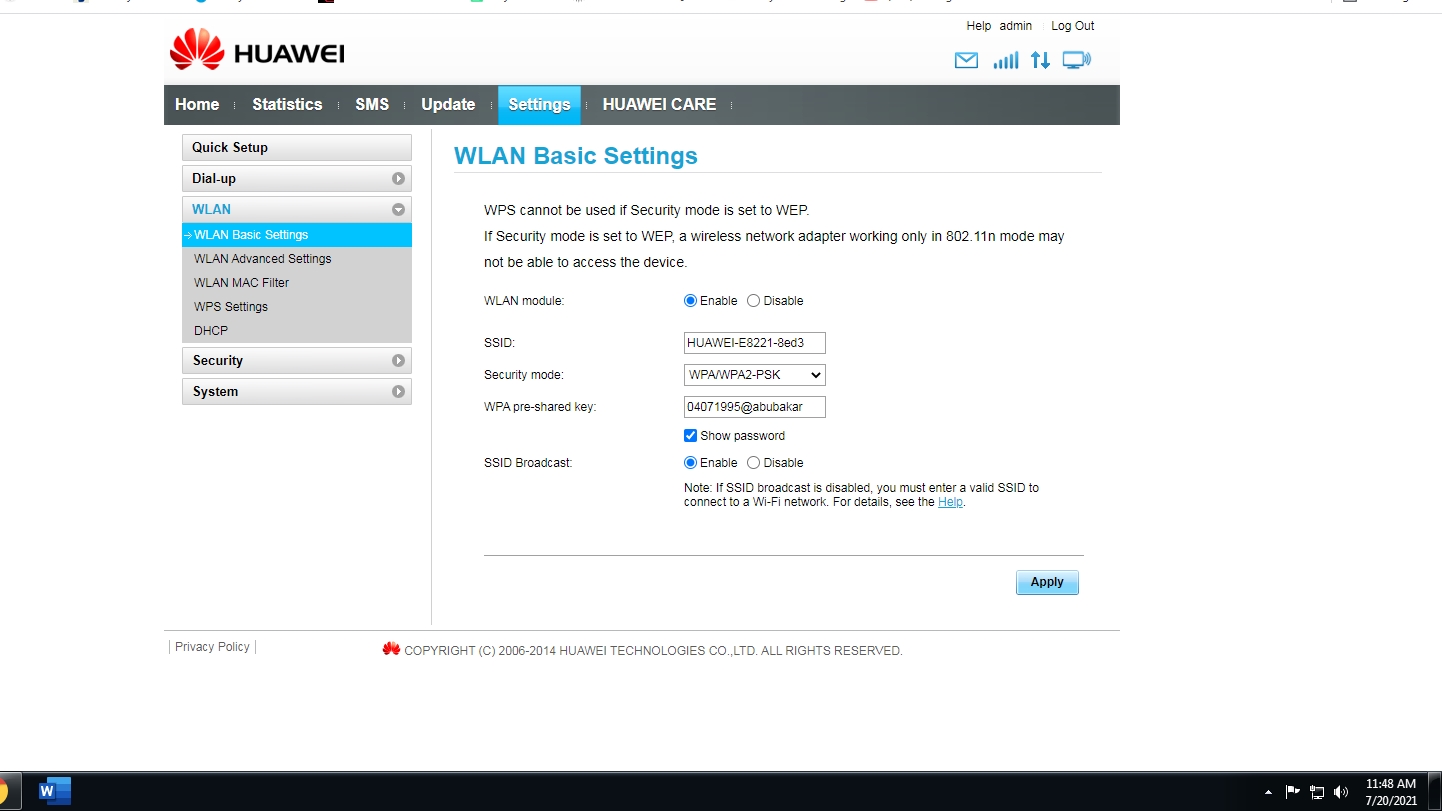 Help admin Log Out
HUAWEI
Home Statistics SMS Update Settings HUAWEI CARE
Quick Setup
Dial-up
WLAN
WLAN Basic Settings
WLAN Advanced Settings
WLAN MAC Filter
WPS Settings
DHCP
Security
System
WLAN Basic Settings
WPS cannot be used if Security mode is set to WEP.
If Security mode is set to WEP, a wireless network adapter working only in 802.11n mode may
not be able to access the device.
WLAN module: Enable Disable
SSID: HUAWEI-E8221-8ed3
Security mode: WPA/WPA2-PSK
WPA pre-shared key: 04071995@abubakar
Show password
SSID Broadcast: Enable Disable
Note: If SSID broadcast is disabled, you must enter a valid SSID to
connect to a Wi-Fi network. For details, see the Help.
Apply
Privacy Policy
COPYRIGHT (C) 2006-2014 HUAWEI TECHNOLOGIES CO.,LTD. ALL RIGHTS RESERVED.
W
11:48 AM
7/20/2021